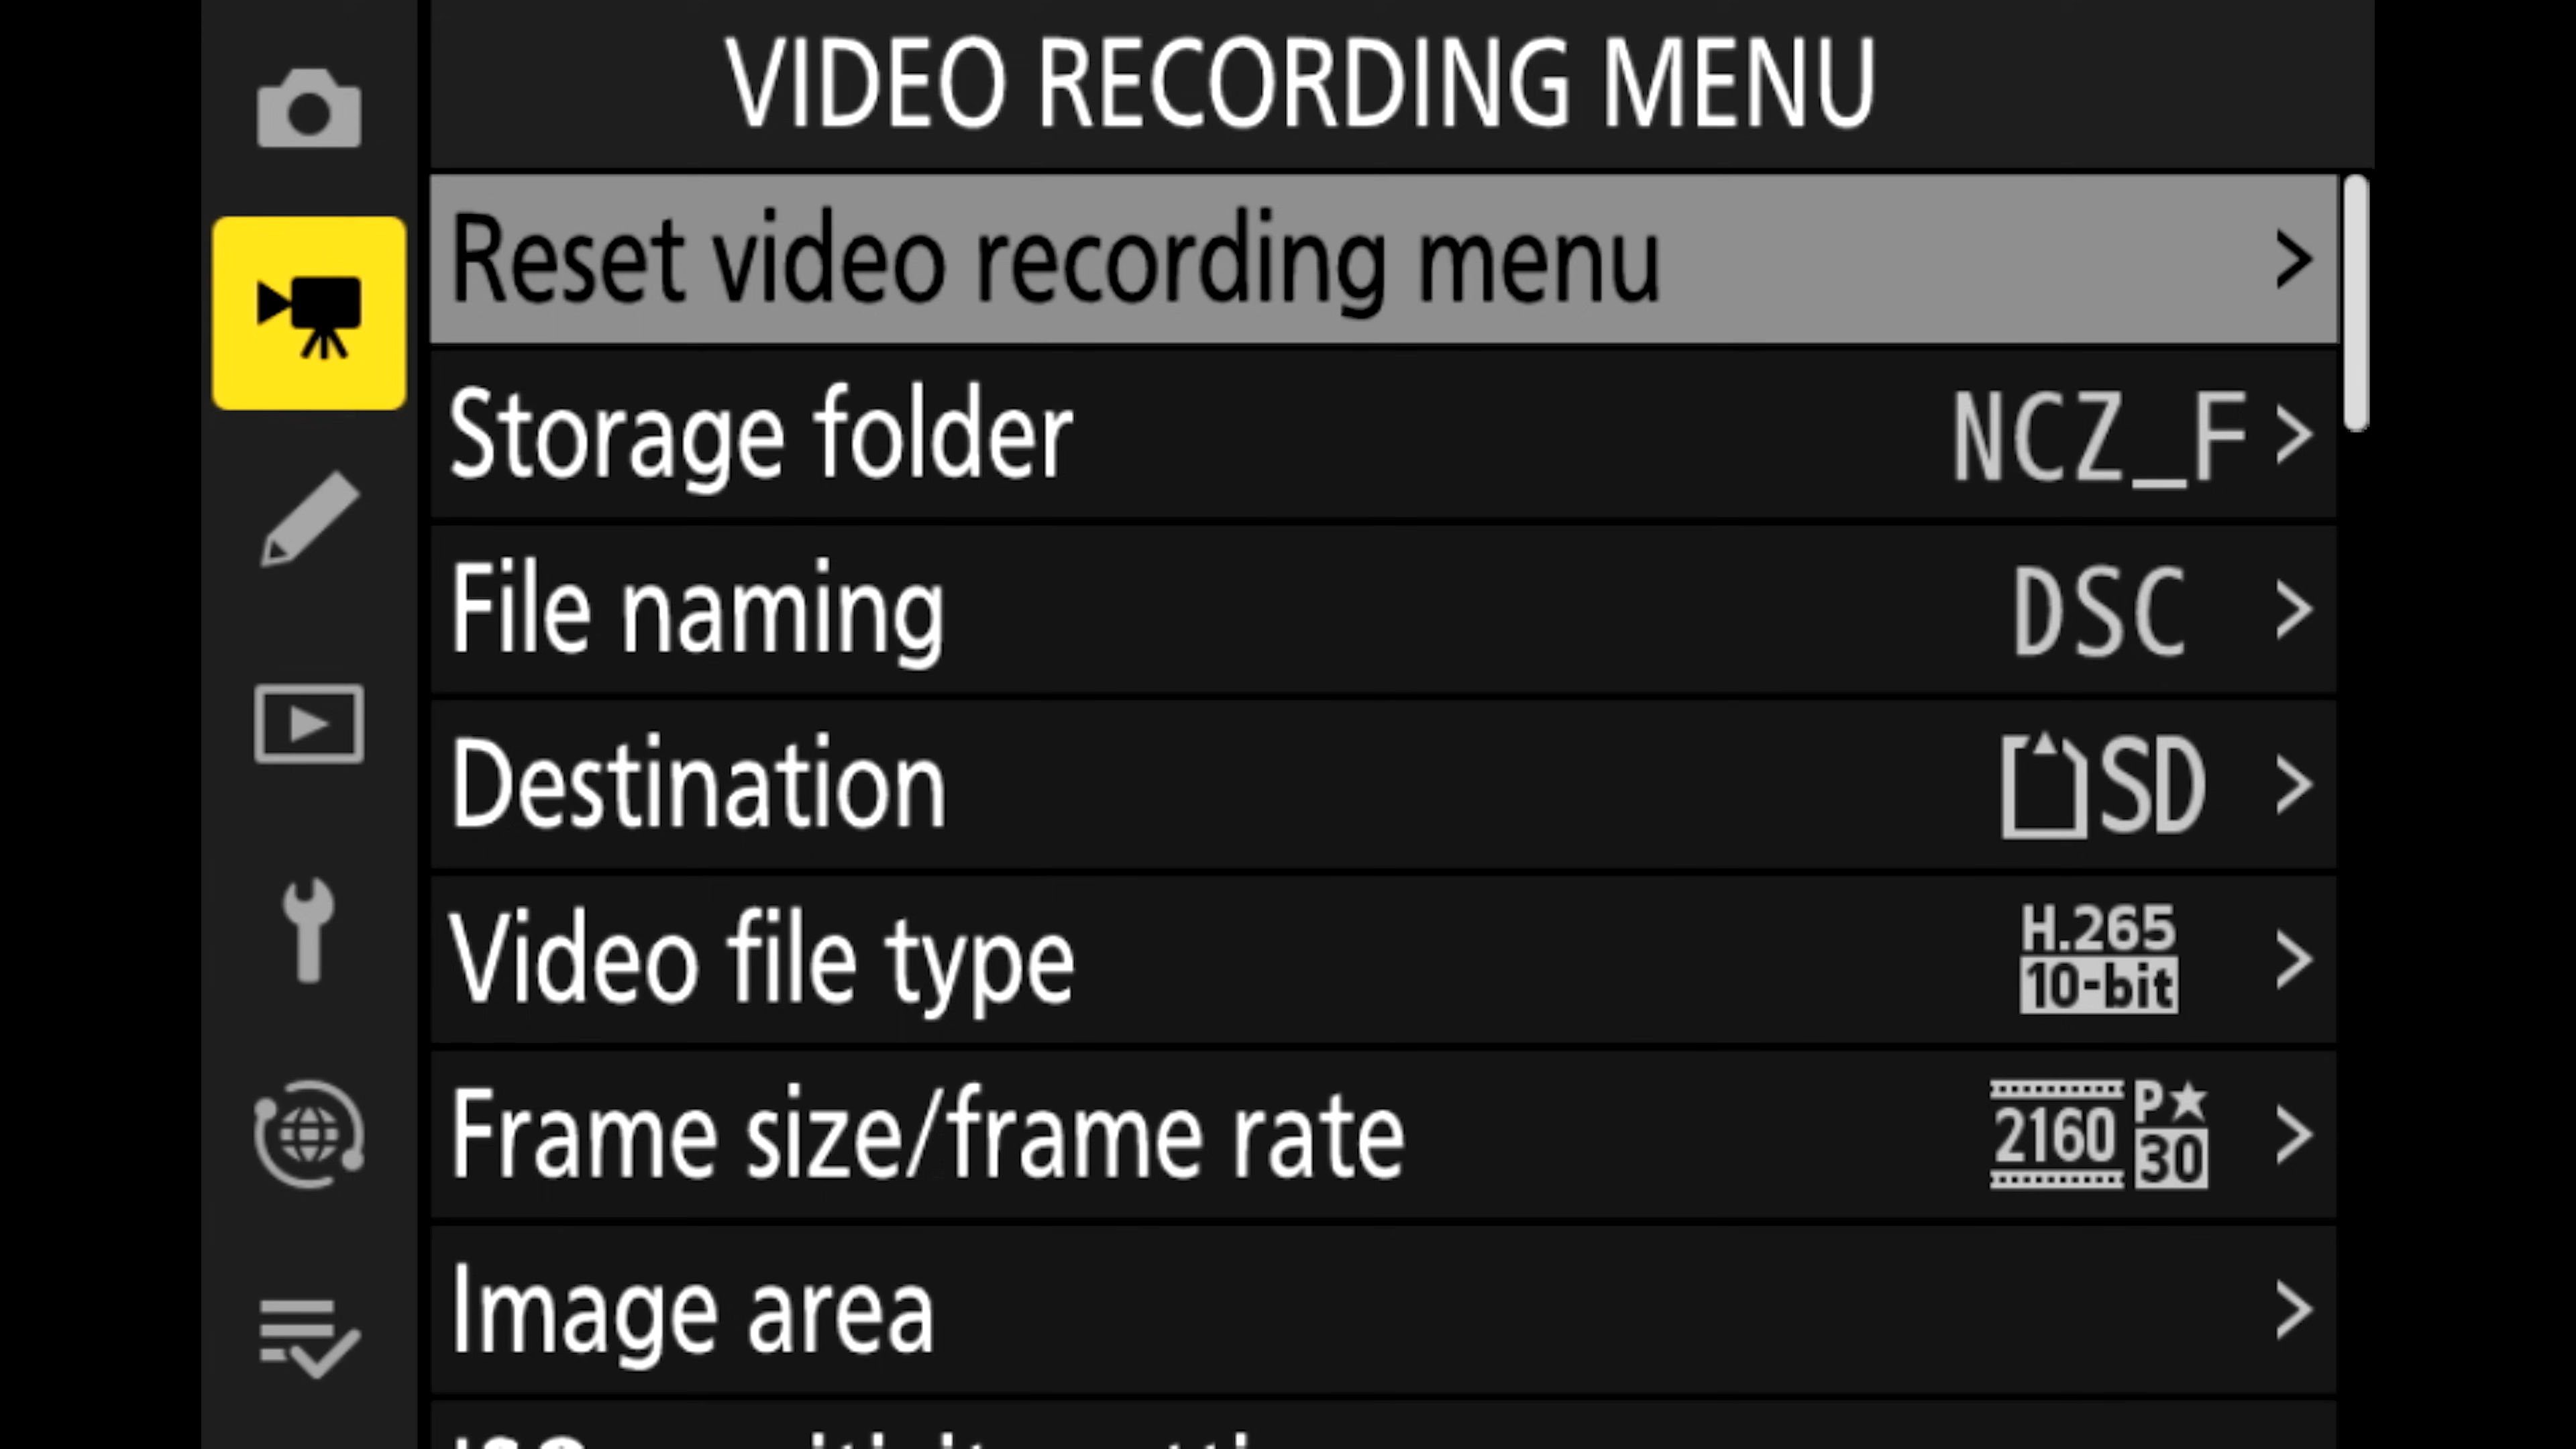 VIDEO RECORDING MENU
Reset video recording menu
Storage folder NCZ_F
File naming DSC
Destination SD
Video file type H.265 10-bit
Frame size/frame rate 2160 P★ 30
Image area